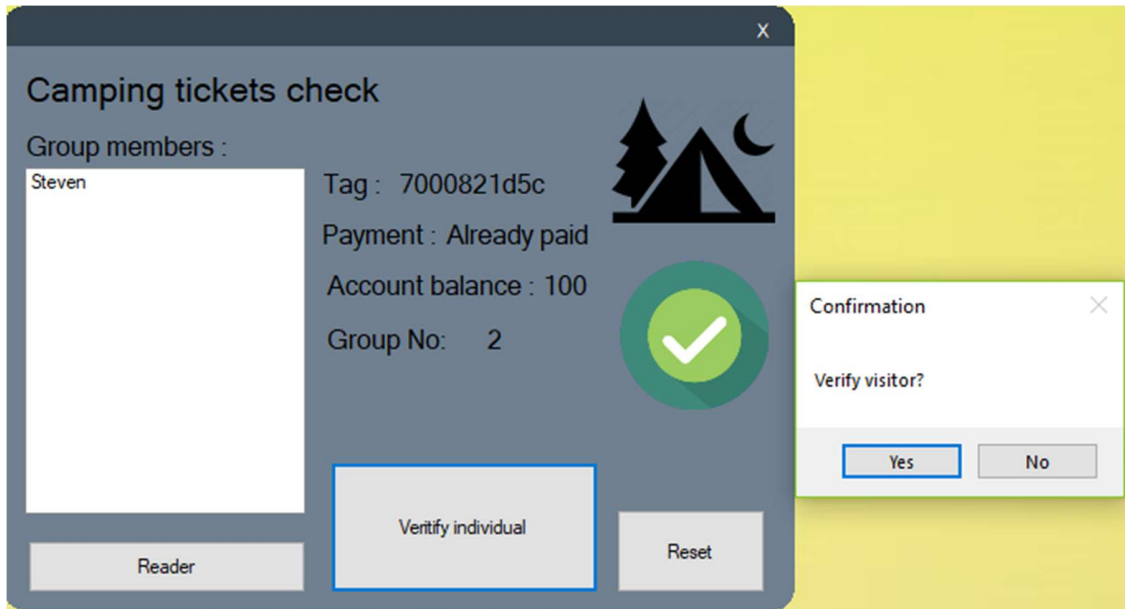 X
Camping tickets check
Group members :
Steven
Tag : 7000821d5c
Payment : Already paid
Account balance : 100
Group No: 2
Veritify individual
Reader
Reset
Confirmation
Verify visitor?
Yes No